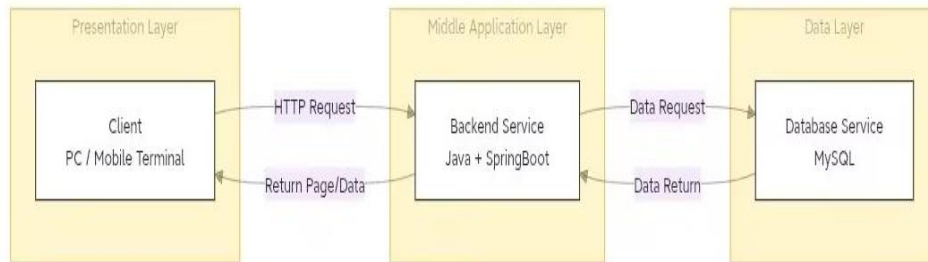 Presentation Layer
Middle Application Layer
Data Layer
HTTP Request
Data Request
Client
PC / Mobile Terminal
Backend Service
Java + SpringBoot
Database Service
MySQL
Return Page/Data
Data Return